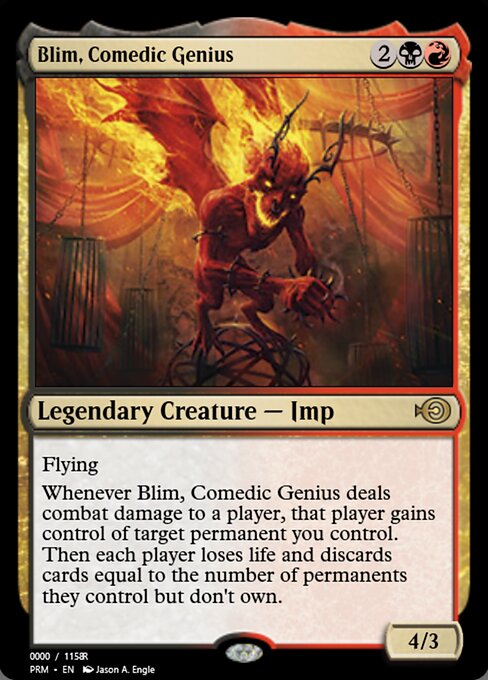 Blim, Comedic Genius 2
Legendary Creature — Imp
Flying
Whenever Blim, Comedic Genius deals
combat damage to a player, that player gains
control of target permanent you control.
Then each player loses life and discards
cards equal to the number of permanents
they control but don't own.
4/3
0000 / 1158R
PRM • EN Jason A. Engle